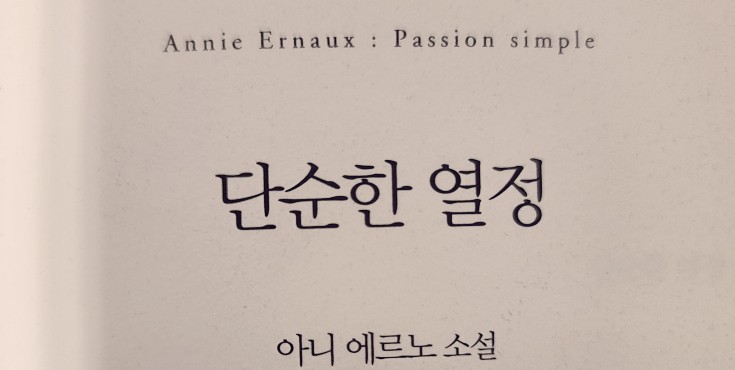 Annie Ernaux : Passion simple
단순한 열정
아니 에르노 소설